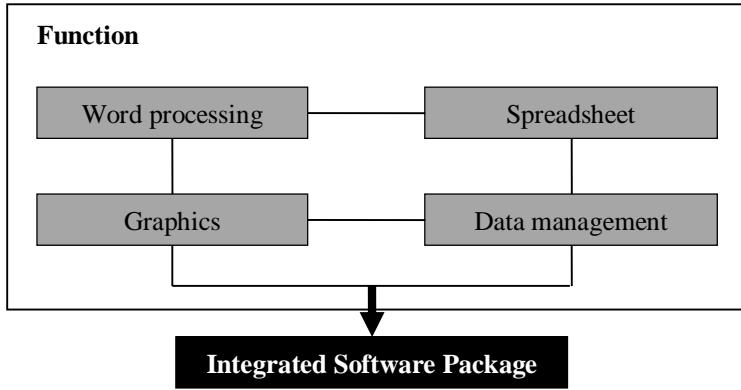 Function
Word processing
Spreadsheet
Graphics
Data management
Integrated Software Package